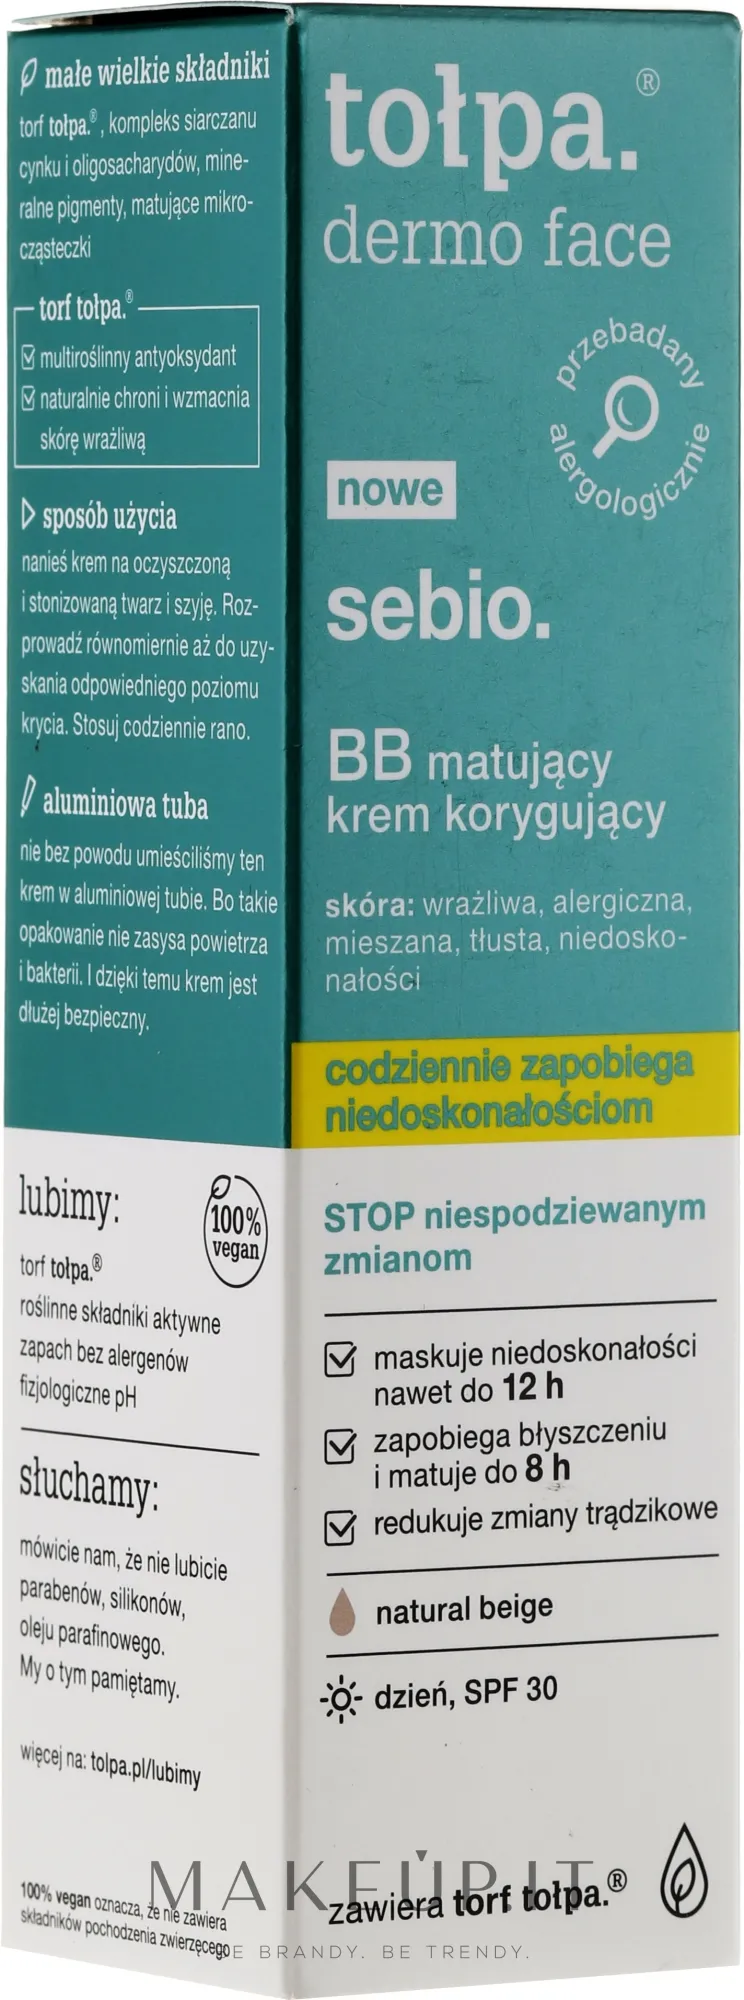 małe wielkie składniki
torf tołpa.®, kompleks siarczanu
cynku i oligosacharydów, mine-
ralne pigmenty, matujące mikro-
cząsteczki
torf tołpa.®
multiroślinny antyoksydant
naturalnie chroni i wzmacnia
skórę wrażliwą
sposób użycia
nanieś krem na oczyszczoną
i stonizowaną twarz i szyję. Roz-
prowadź równomiernie aż do uzy-
skania odpowiedniego poziomu
krycia. Stosuj codziennie rano.
aluminiowa tuba
nie bez powodu umieściliśmy ten
krem w aluminiowej tubie. Bo takie
opakowanie nie zasysa powietrza
i bakterii. I dzięki temu krem jest
dłużej bezpieczny.
lubimy:
100%
vegan
torf tołpa.®
roślinne składniki aktywne
zapach bez alergenów
fizjologiczne pH
słuchamy:
mówicie nam, że nie lubicie
parabenów, silikonów,
oleju parafinowego.
My o tym pamiętamy.
więcej na: tolpa.pl/lubimy
100% vegan oznacza, że nie zawiera
składników pochodzenia zwierzęcego
tołpa.®
dermo face
przebadany
alergologicznie
nowe
sebio.
BB matujący
krem korygujący
skóra: wrażliwa, alergiczna,
mieszana, tłusta, niedosko-
nałości
codziennie zapobiega
niedoskonałościom
STOP niespodziewanym
zmianom
maskuje niedoskonałości
nawet do 12 h
zapobiega błyszczeniu
i matuje do 8 h
redukuje zmiany trądzikowe
natural beige
dzień, SPF 30
zawiera torf tołpa.®
MAKEUP.IT
BE BRANDY. BE TRENDY.